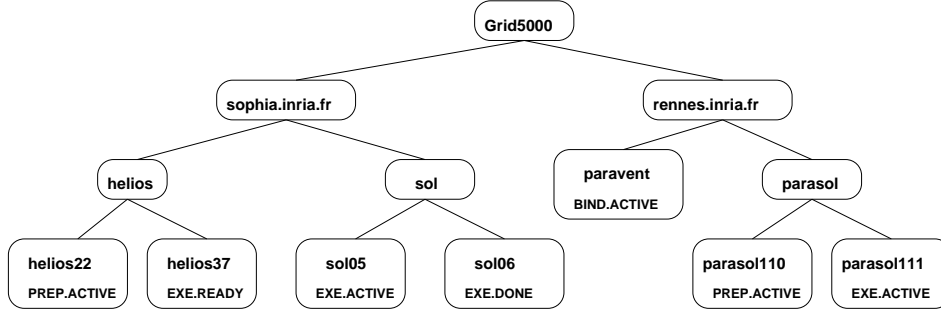 Grid5000
sophia.inria.fr
rennes.inria.fr
helios
sol
paravent
BIND.ACTIVE
parasol
helios22
PREP.ACTIVE
helios37
EXE.READY
sol05
EXE.ACTIVE
sol06
EXE.DONE
parasol110
PREP.ACTIVE
parasol111
EXE.ACTIVE